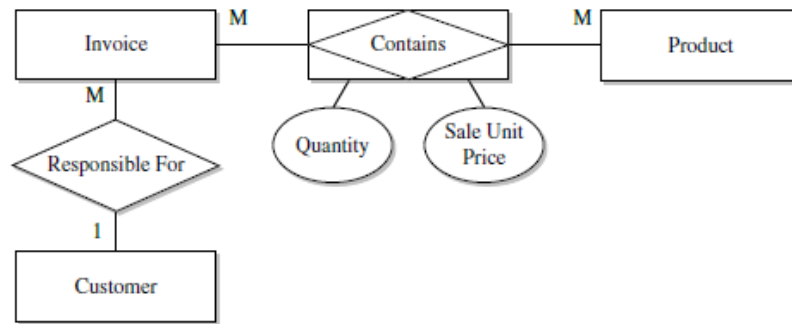 M
M
Invoice
Contains
Product
M
Quantity
Sale Unit
Price
Responsible For
1
Customer